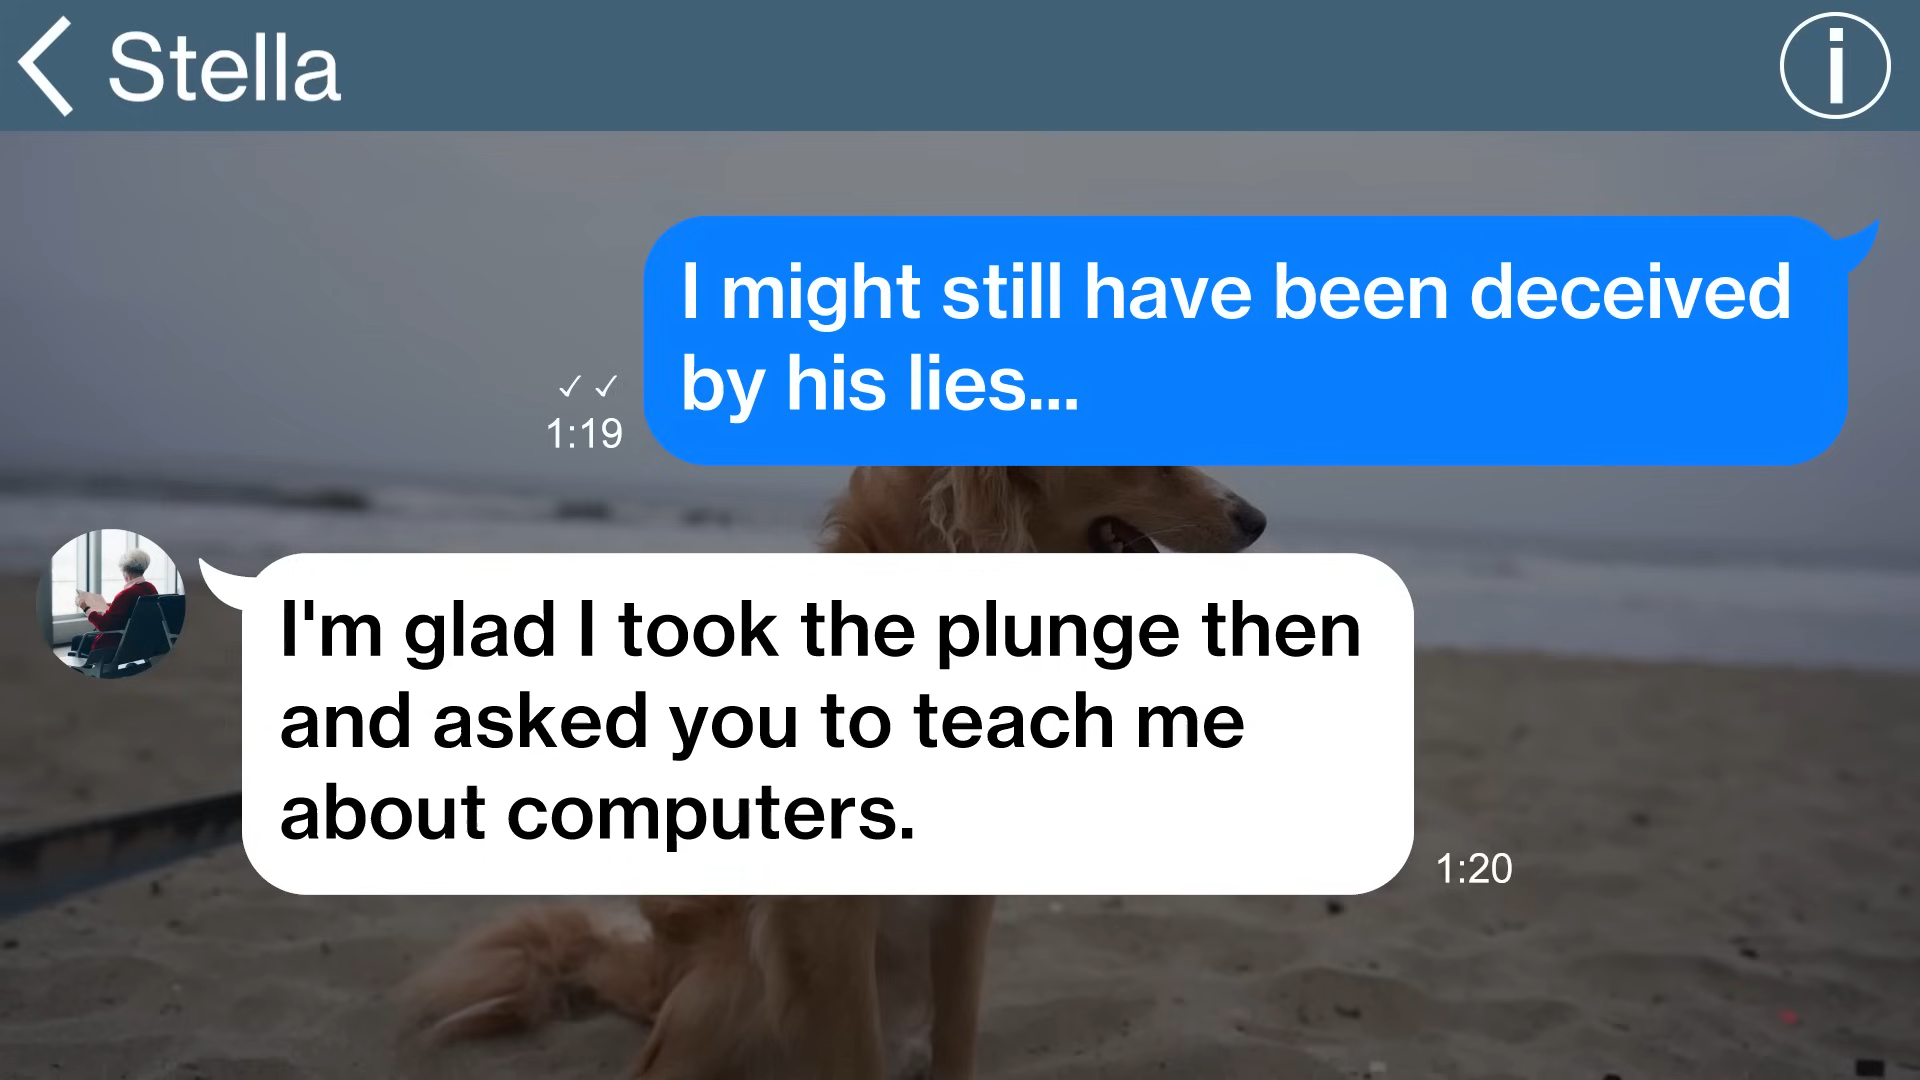 Stella
I might still have been deceived
by his lies...
✓ ✓
1:19
I'm glad I took the plunge then
and asked you to teach me
about computers.
1:20